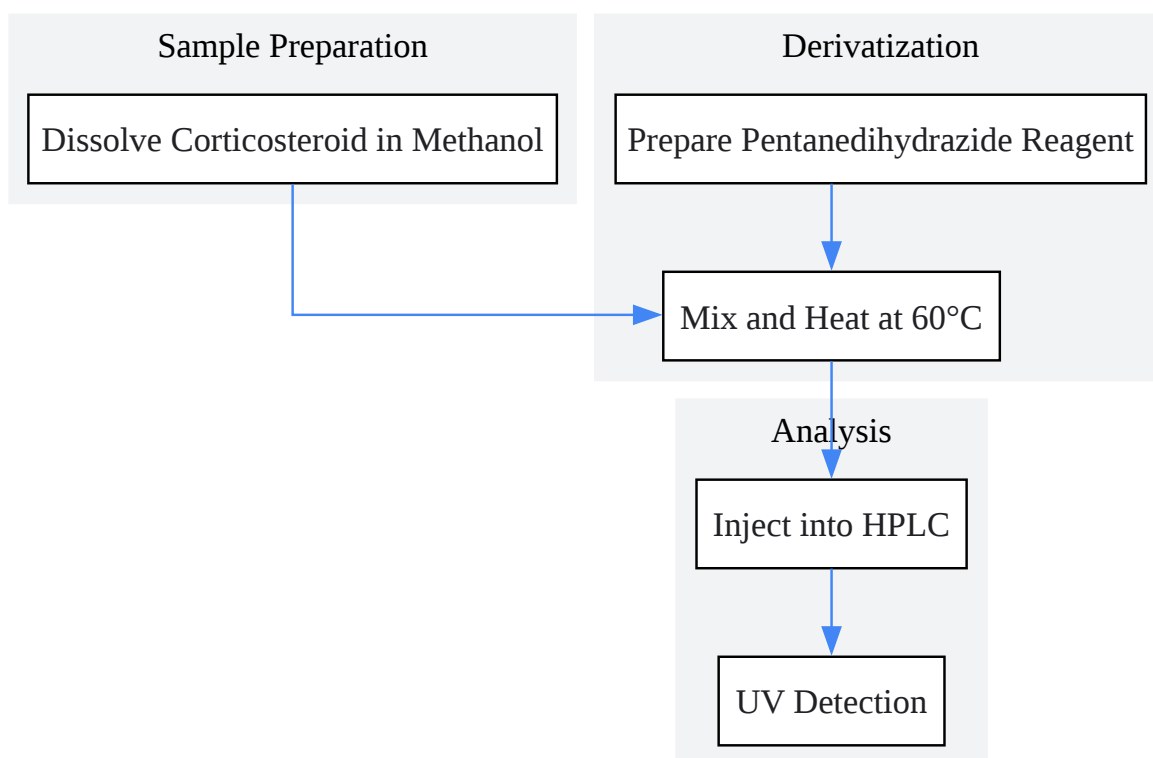 Sample Preparation
Dissolve Corticosteroid in Methanol
Derivatization
Prepare Pentanedihydrazide Reagent
Mix and Heat at 60°C
Analysis
Inject into HPLC
UV Detection